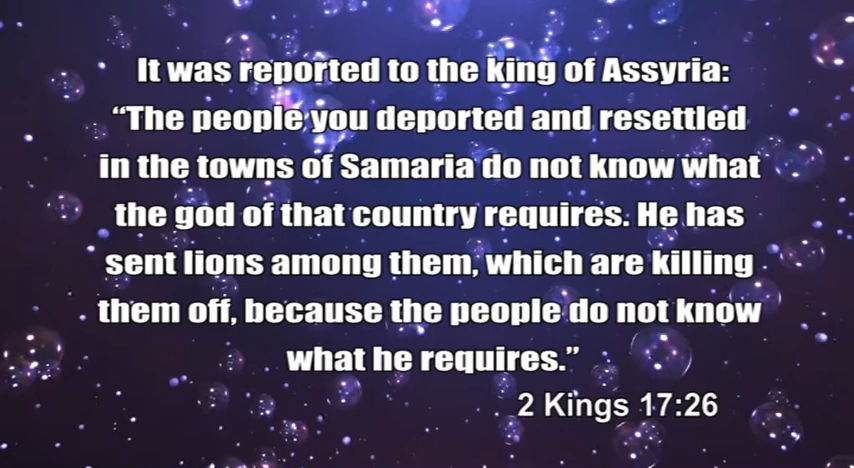 It was reported to the king of Assyria:
“The people you deported and resettled
in the towns of Samaria do not know what
the god of that country requires. He has
sent lions among them, which are killing
them off, because the people do not know
what he requires.”
2 Kings 17:26